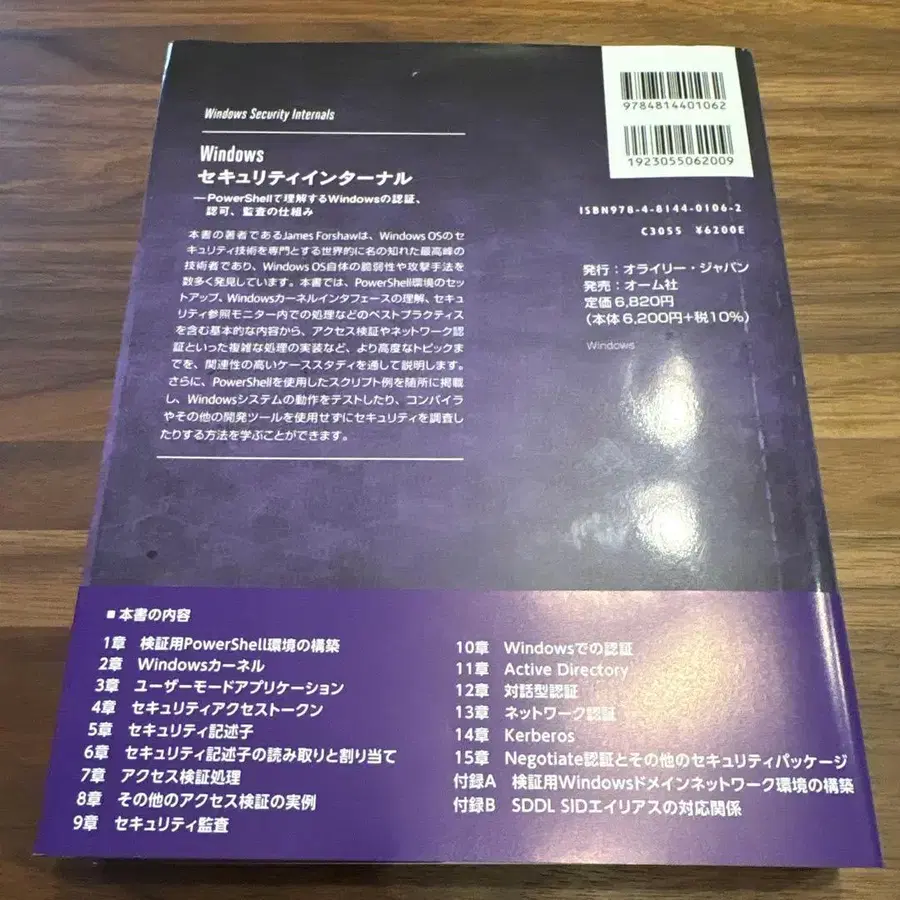 Windows Security Internals
Windows
セキュリティインターナル
―PowerShellで理解するWindowsの認証、
認可、監査の仕組み
本書の著者であるJames Forshawは、Windows OSのセ
キュリティ技術を専門とする世界的に名の知れた最高峰の
技術者であり、Windows OS自体の脆弱性や攻撃手法を
数多く発見しています。本書では、PowerShell環境のセッ
トアップ、Windowsカーネルインタフェースの理解、セキュ
リティ参照モニター内での処理などのベストプラクティス
を含む基本的な内容から、アクセス検証やネットワーク認
証といった複雑な処理の実装など、より高度なトピックま
でを、関連性の高いケーススタディを通して説明します。
さらに、PowerShellを使用したスクリプト例を随所に掲載
し、Windowsシステムの動作をテストしたり、コンパイラ
やその他の開発ツールを使用せずにセキュリティを調査し
たりする方法を学ぶことができます。
9784814401062
1923055062009
ISBN978-4-8144-0106-2
C3055 ¥6200E
発行：オライリー・ジャパン
発売：オーム社
定価6,820円
（本体6,200円+税10%）
Windows
■ 本書の内容
1章 検証用PowerShell環境の構築
2章 Windowsカーネル
3章 ユーザーモードアプリケーション
4章 セキュリティアクセストークン
5章 セキュリティ記述子
6章 セキュリティ記述子の読み取りと割り当て
7章 アクセス検証処理
8章 その他のアクセス検証の実例
9章 セキュリティ監査
10章 Windowsでの認証
11章 Active Directory
12章 対話型認証
13章 ネットワーク認証
14章 Kerberos
15章 Negotiate認証とその他のセキュリティパッケージ
付録A 検証用Windowsドメインネットワーク環境の構築
付録B SDDL SIDエイリアスの対応関係